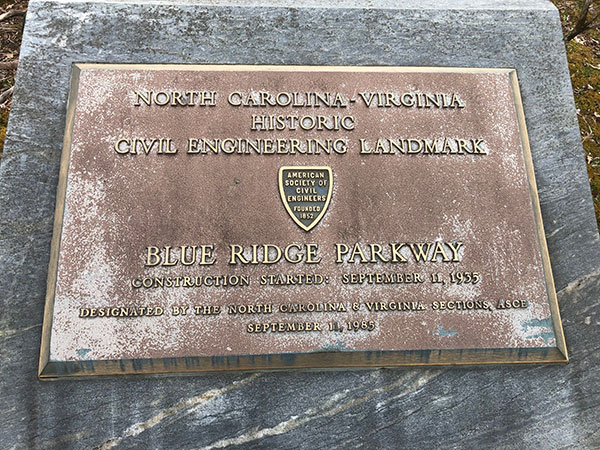 NORTH CAROLINA-VIRGINIA
HISTORIC
CIVIL ENGINEERING LANDMARK
AMERICAN
SOCIETY OF
CIVIL
ENGINEERS
FOUNDED
1852
BLUE RIDGE PARKWAY
CONSTRUCTION STARTED: SEPTEMBER 11, 1935
DESIGNATED BY THE NORTH CAROLINA & VIRGINIA SECTIONS, ASCE
SEPTEMBER 11, 1985